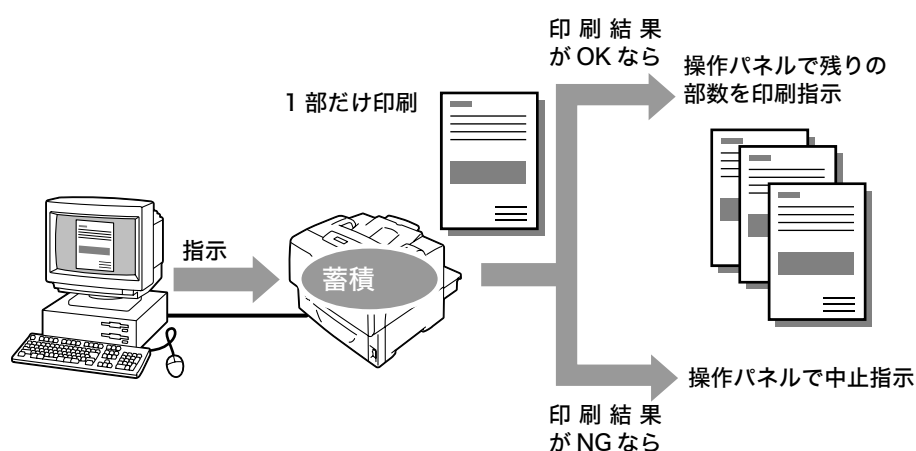 印刷結果
が OK なら
操作パネルで残りの
部数を印刷指示
1 部だけ印刷
指示
蓄積
操作パネルで中止指示
印刷結果
が NG なら